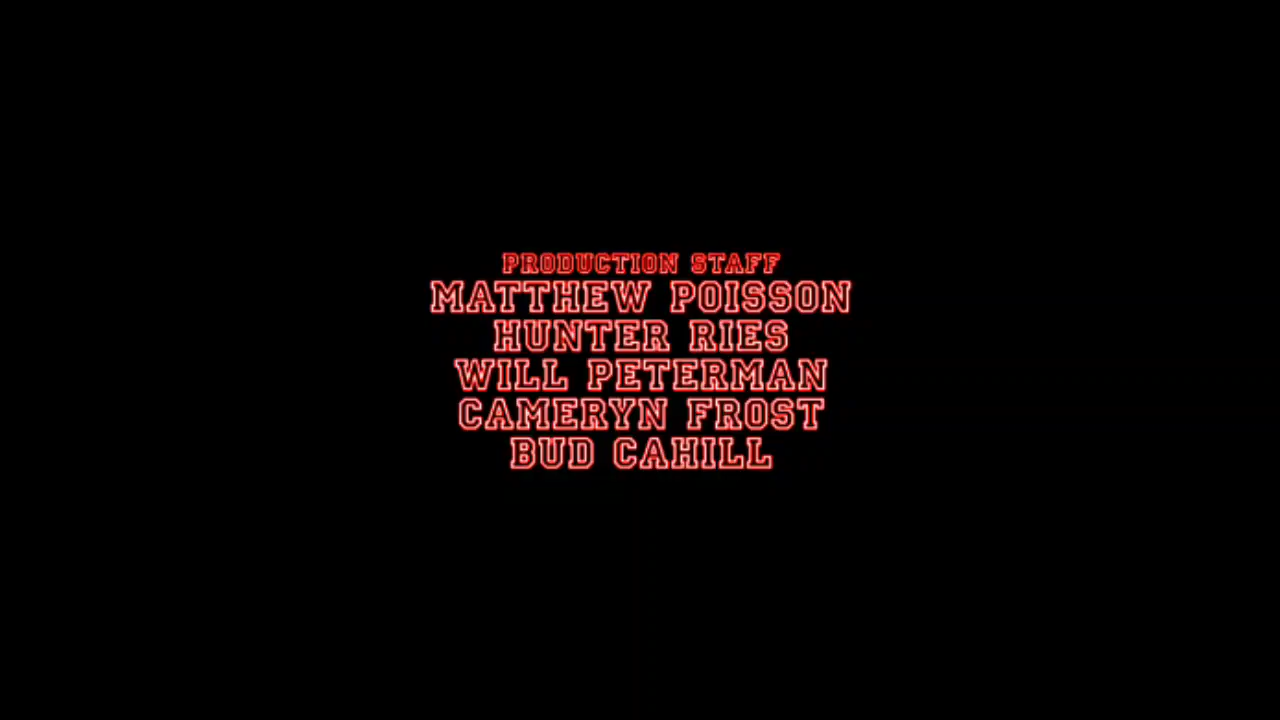 PRODUCTION STAFF
MATTHEW POISSON
HUNTER RIES
WILL PETERMAN
CAMERYN FROST
BUD CAHILL